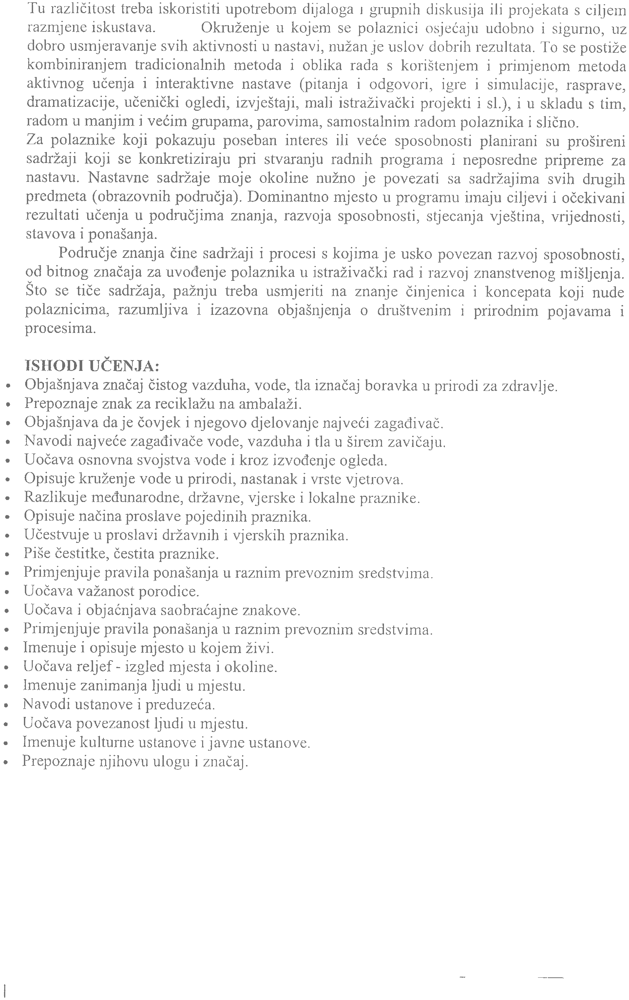 Tu različitost treba iskoristiti upotrebom dijaloga i grupnih diskusija ili projekata s ciljem
razmjene iskustava. Okruženje u kojem se polaznici osjećaju udobno i sigurno, uz
dobro usmjeravanje svih aktivnosti u nastavi, nužan je uslov dobrih rezultata. To se postiže
kombiniranjem tradicionalnih metoda i oblika rada s korištenjem i primjenom metoda
aktivnog učenja i interaktivne nastave (pitanja i odgovori, igre i simulacije, rasprave,
dramatizacije, učenički ogledi, izvještaji, mali istraživački projekti i sl.), i u skladu s tim,
radom u manjim i većim grupama, parovima, samostalnim radom polaznika i slično.
Za polaznike koji pokazuju poseban interes ili veće sposobnosti planirani su prošireni
sadržaji koji se konkretiziraju pri stvaranju radnih programa i neposredne pripreme za
nastavu. Nastavne sadržaje moje okoline nužno je povezati sa sadržajima svih drugih
predmeta (obrazovnih područja). Dominantno mjesto u programu imaju ciljevi i očekivani
rezultati učenja u područjima znanja, razvoja sposobnosti, stjecanja vještina, vrijednosti,
stavova i ponašanja.
Područje znanja čine sadržaji i procesi s kojima je usko povezan razvoj sposobnosti,
od bitnog značaja za uvođenje polaznika u istraživački rad i razvoj znanstvenog mišljenja.
Što se tiče sadržaja, pažnju treba usmjeriti na znanje činjenica i koncepata koji nude
polaznicima, razumljiva i izazovna objašnjenja o društvenim i prirodnim pojavama i
procesima.
ISHODI UČENJA:
• Objašnjava značaj čistog vazduha, vode, tla iznačaj boravka u prirodi za zdravlje.
• Prepoznaje znak za reciklažu na ambalaži.
• Objašnjava da je čovjek i njegovo djelovanje najveći zagađivač.
• Navodi najveće zagađivače vode, vazduha i tla u širem zavičaju.
• Uočava osnovna svojstva vode i kroz izvođenje ogleda.
• Opisuje kruženje vode u prirodi, nastanak i vrste vjetrova.
• Razlikuje međunarodne, državne, vjerske i lokalne praznike.
• Opisuje načina proslave pojedinih praznika.
• Učestvuje u proslavi državnih i vjerskih praznika.
• Piše čestitke, čestita praznike.
• Primjenjuje pravila ponašanja u raznim prevoznim sredstvima.
• Uočava važanost porodice.
• Uočava i objaćnjava saobraćajne znakove.
• Primjenjuje pravila ponašanja u raznim prevoznim sredstvima.
• Imenuje i opisuje mjesto u kojem živi.
• Uočava reljef - izgled mjesta i okoline.
• Imenuje zanimanja ljudi u mjestu.
• Navodi ustanove i preduzeća.
• Uočava povezanost ljudi u mjestu.
• Imenuje kulturne ustanove i javne ustanove.
• Prepoznaje njihovu ulogu i značaj.